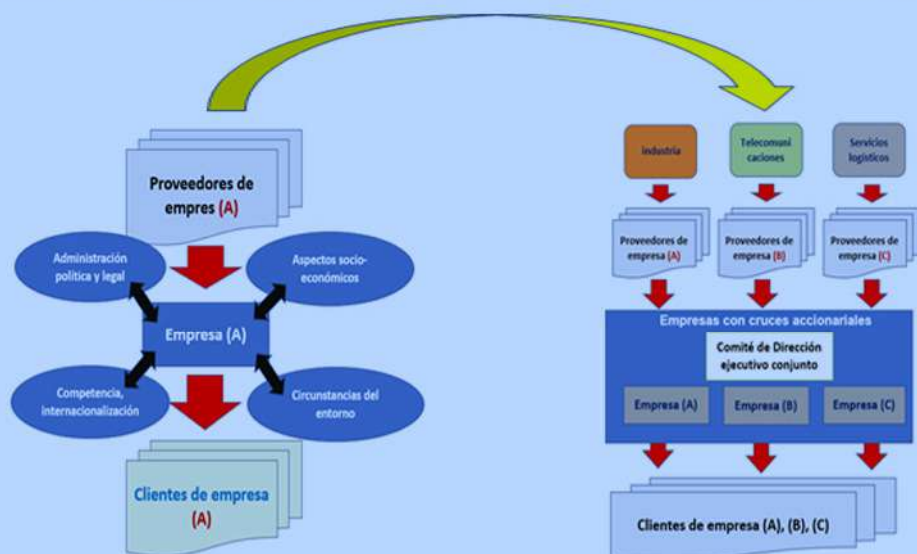 Proveedores de
empres (A)
Administración
política y legal
Aspectos socio-
económicos
Empresa (A)
Competencia,
internacionalización
Circunstancias del
entorno
Clientes de empresa
(A)
industria
Telecomuni
caciones
Servicios
logísticos
Proveedores de
empresa (A)
Proveedores de
empresa (B)
Proveedores de
empresa (C)
Empresas con cruces accionariales
Comité de Dirección
ejecutivo conjunto
Empresa (A)
Empresa (B)
Empresa (C)
Clientes de empresa (A), (B), (C)